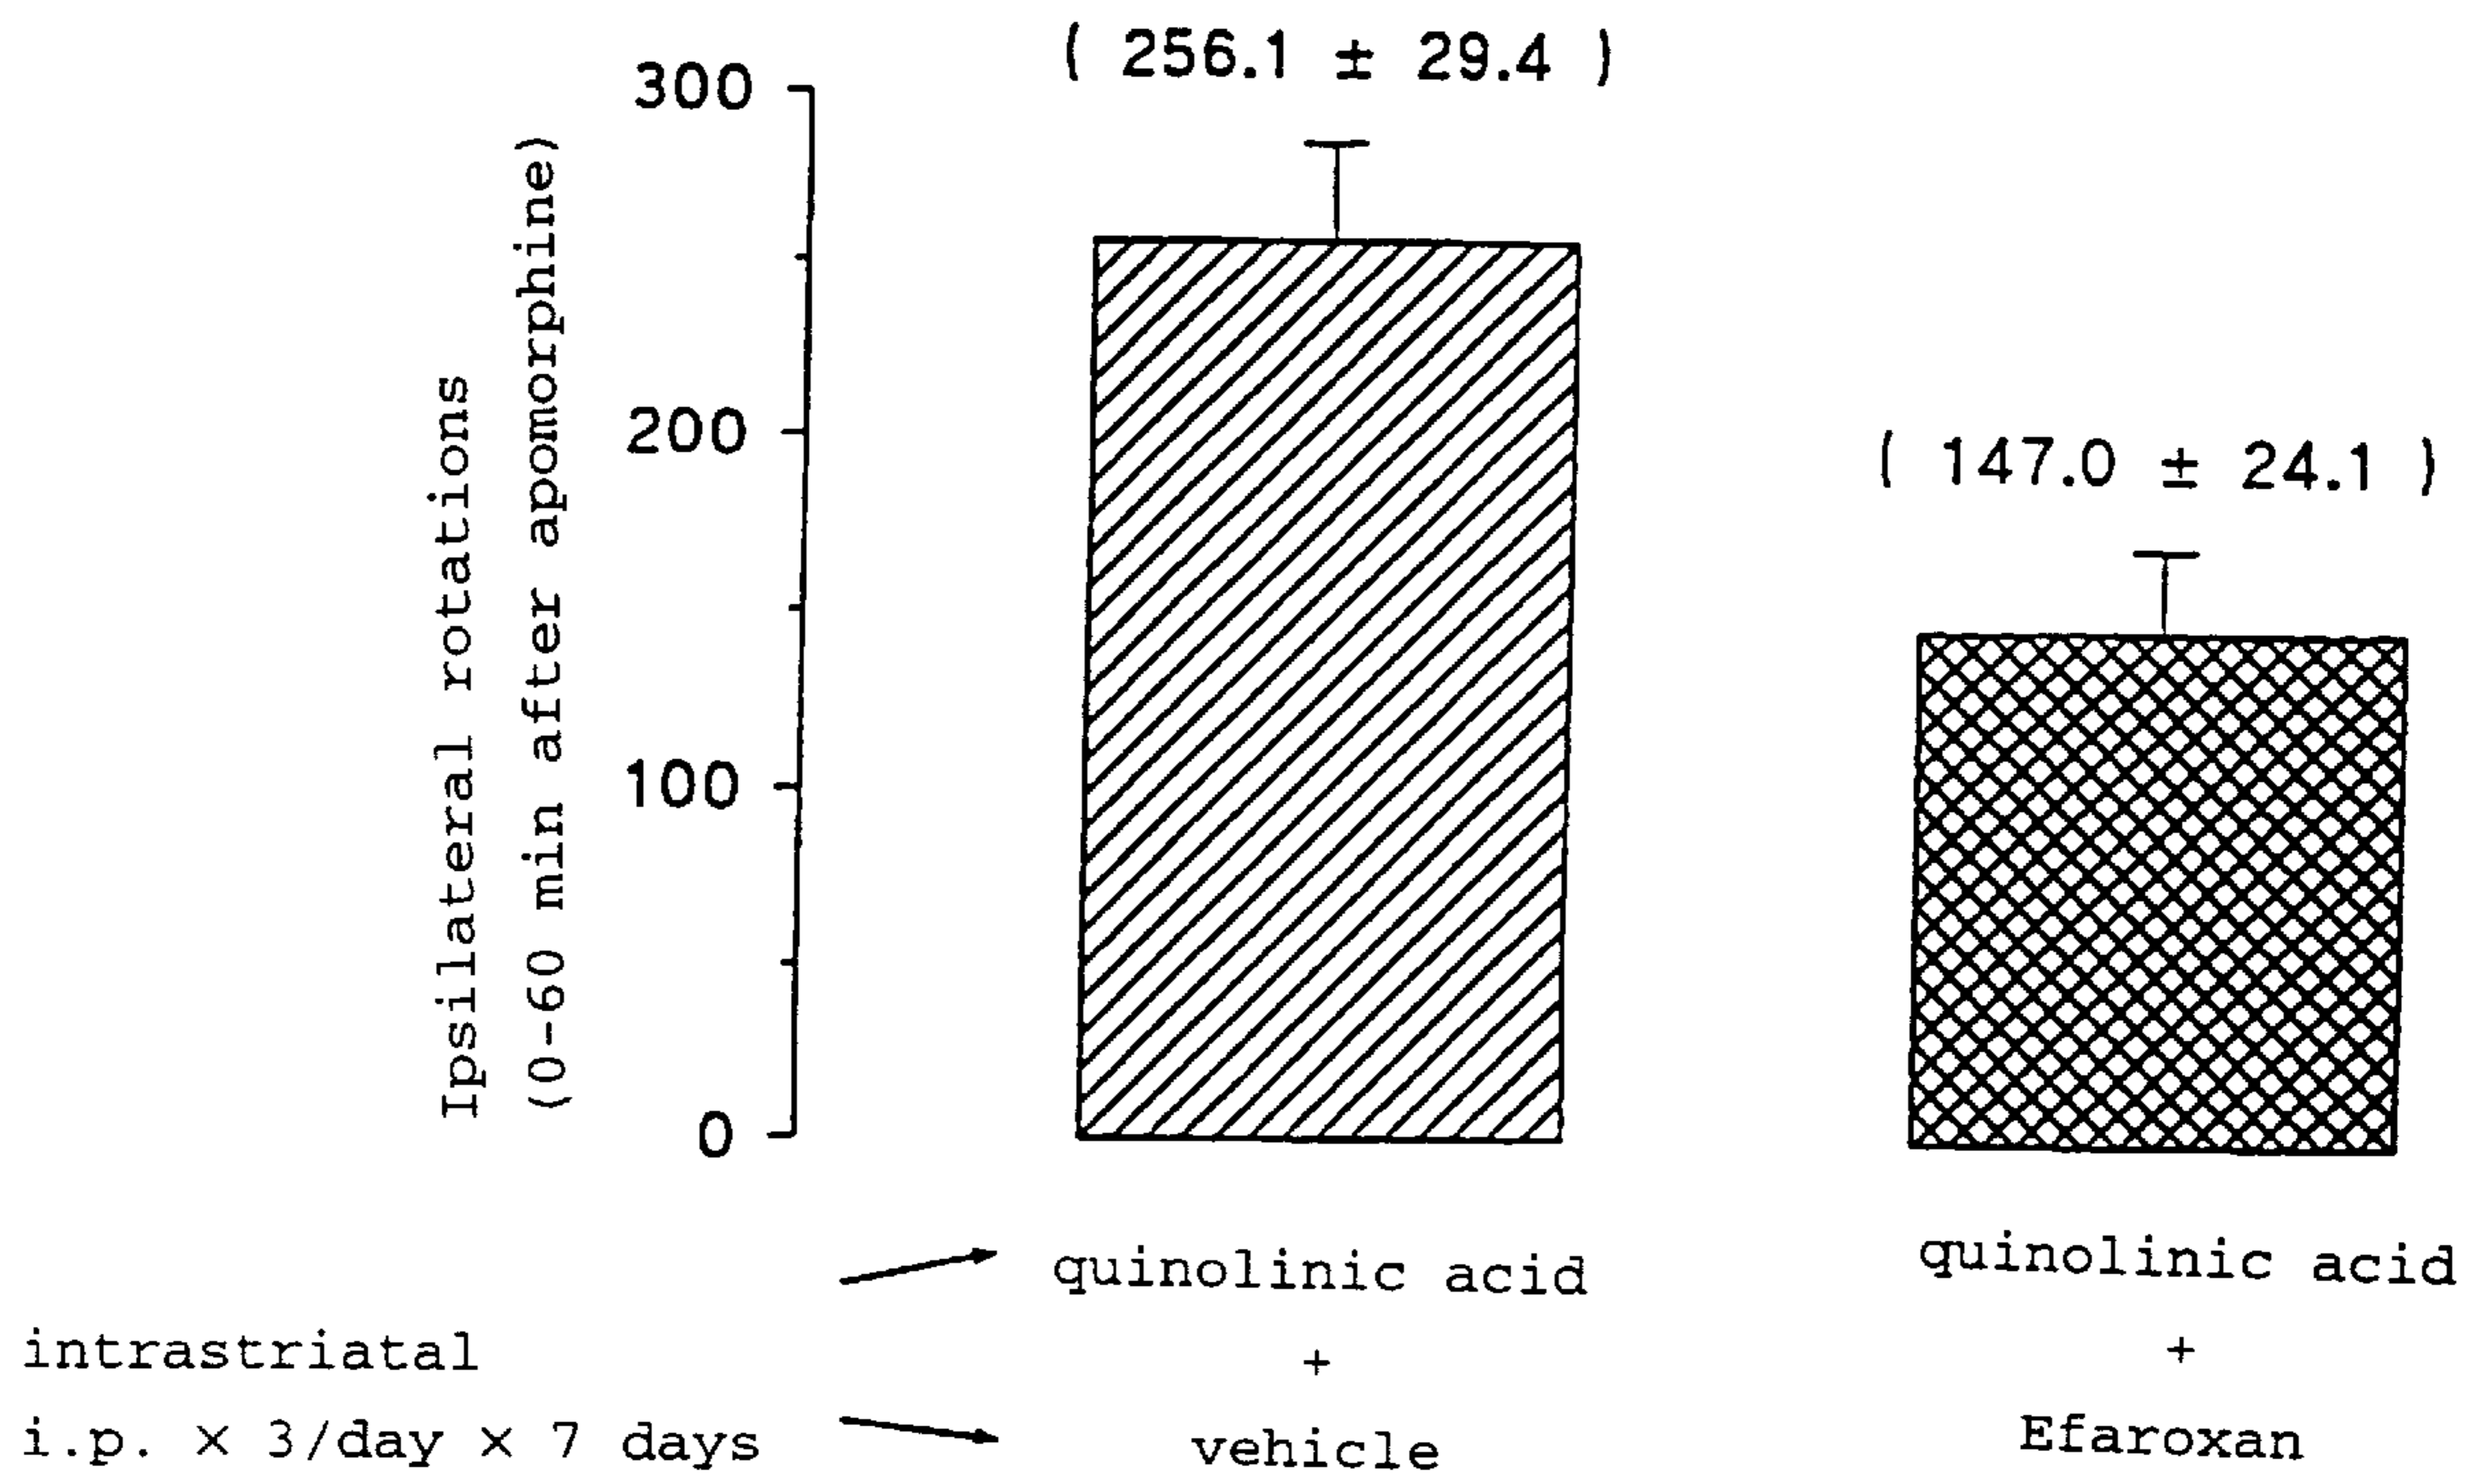 ( 256.1 ± 29.4 )
300
200
100
0
Ipsilateral rotations
(0-60 min after apomorphine)
( 147.0 ± 24.1 )
quinolinic acid
+
vehicle
quinolinic acid
+
Efaroxan
intrastriatal
i.p. × 3/day × 7 days